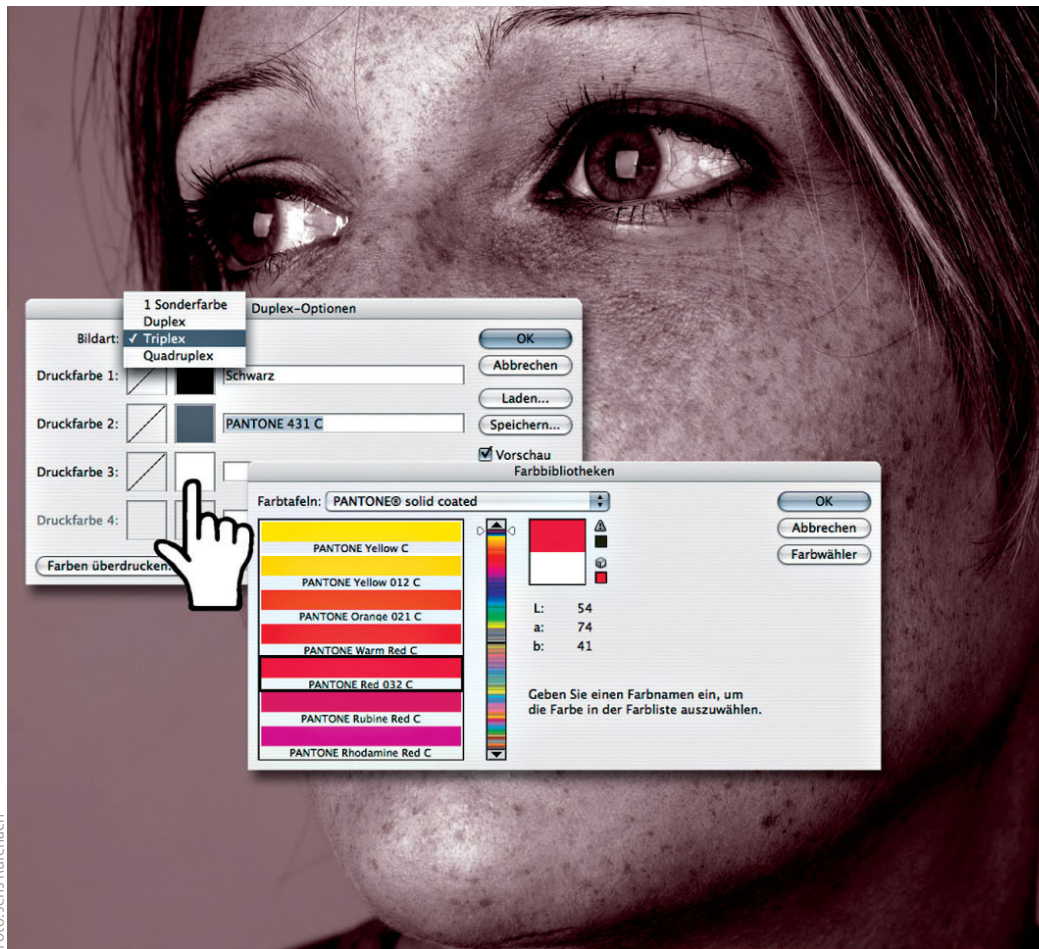 1 Sonderfarbe
Duplex-Optionen
Duplex
Bildart: ✓ Triplex
Quadruplex
OK
Abbrechen
Laden...
Speichern...
Vorschau
Druckfarbe 1:
Schwarz
Druckfarbe 2:
PANTONE 431 C
Druckfarbe 3:
Druckfarbe 4:
Farben überdrucken...
Farbbibliotheken
Farbtafeln: PANTONE® solid coated
PANTONE Yellow C
PANTONE Yellow 012 C
PANTONE Orange 021 C
PANTONE Warm Red C
PANTONE Red 032 C
PANTONE Rubine Red C
PANTONE Rhodamine Red C
L: 54
a: 74
b: 41
Geben Sie einen Farbnamen ein, um
die Farbe in der Farbliste auszuwählen.
OK
Abbrechen
Farbwähler